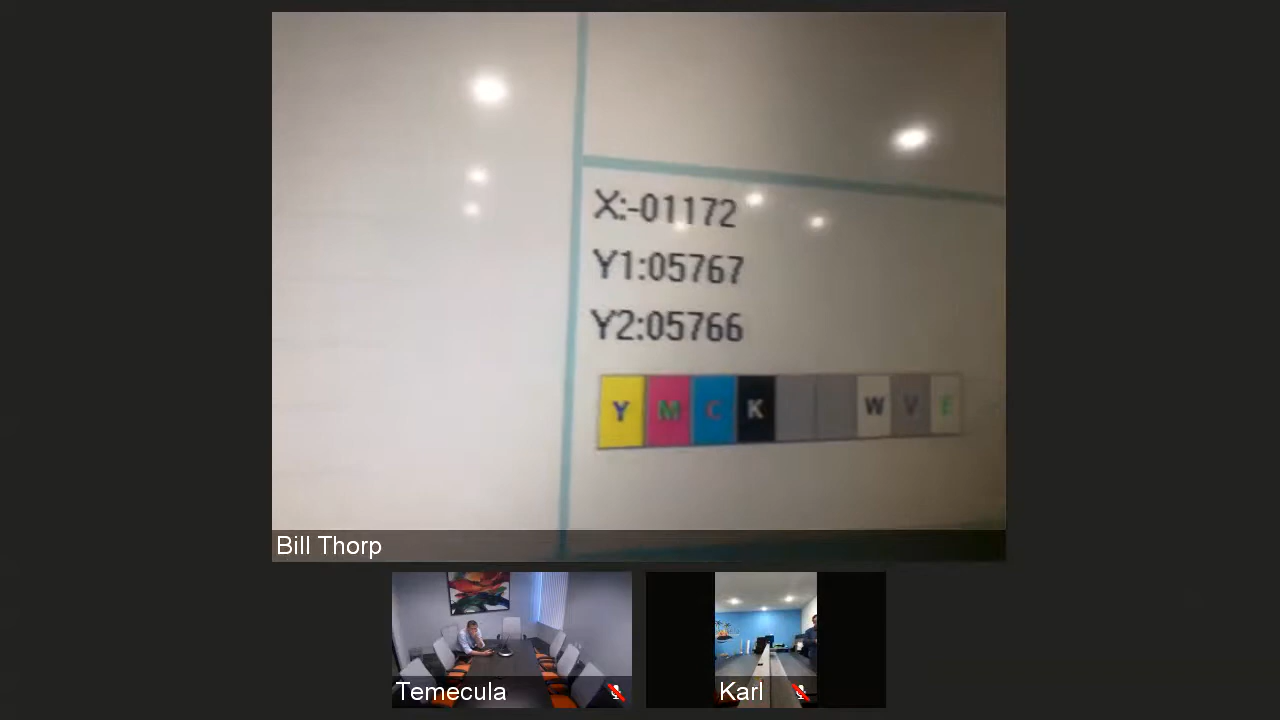 X:-01172
Y1:05767
Y2:05766
Y M C K W V E
Bill Thorp
Temecula
Karl